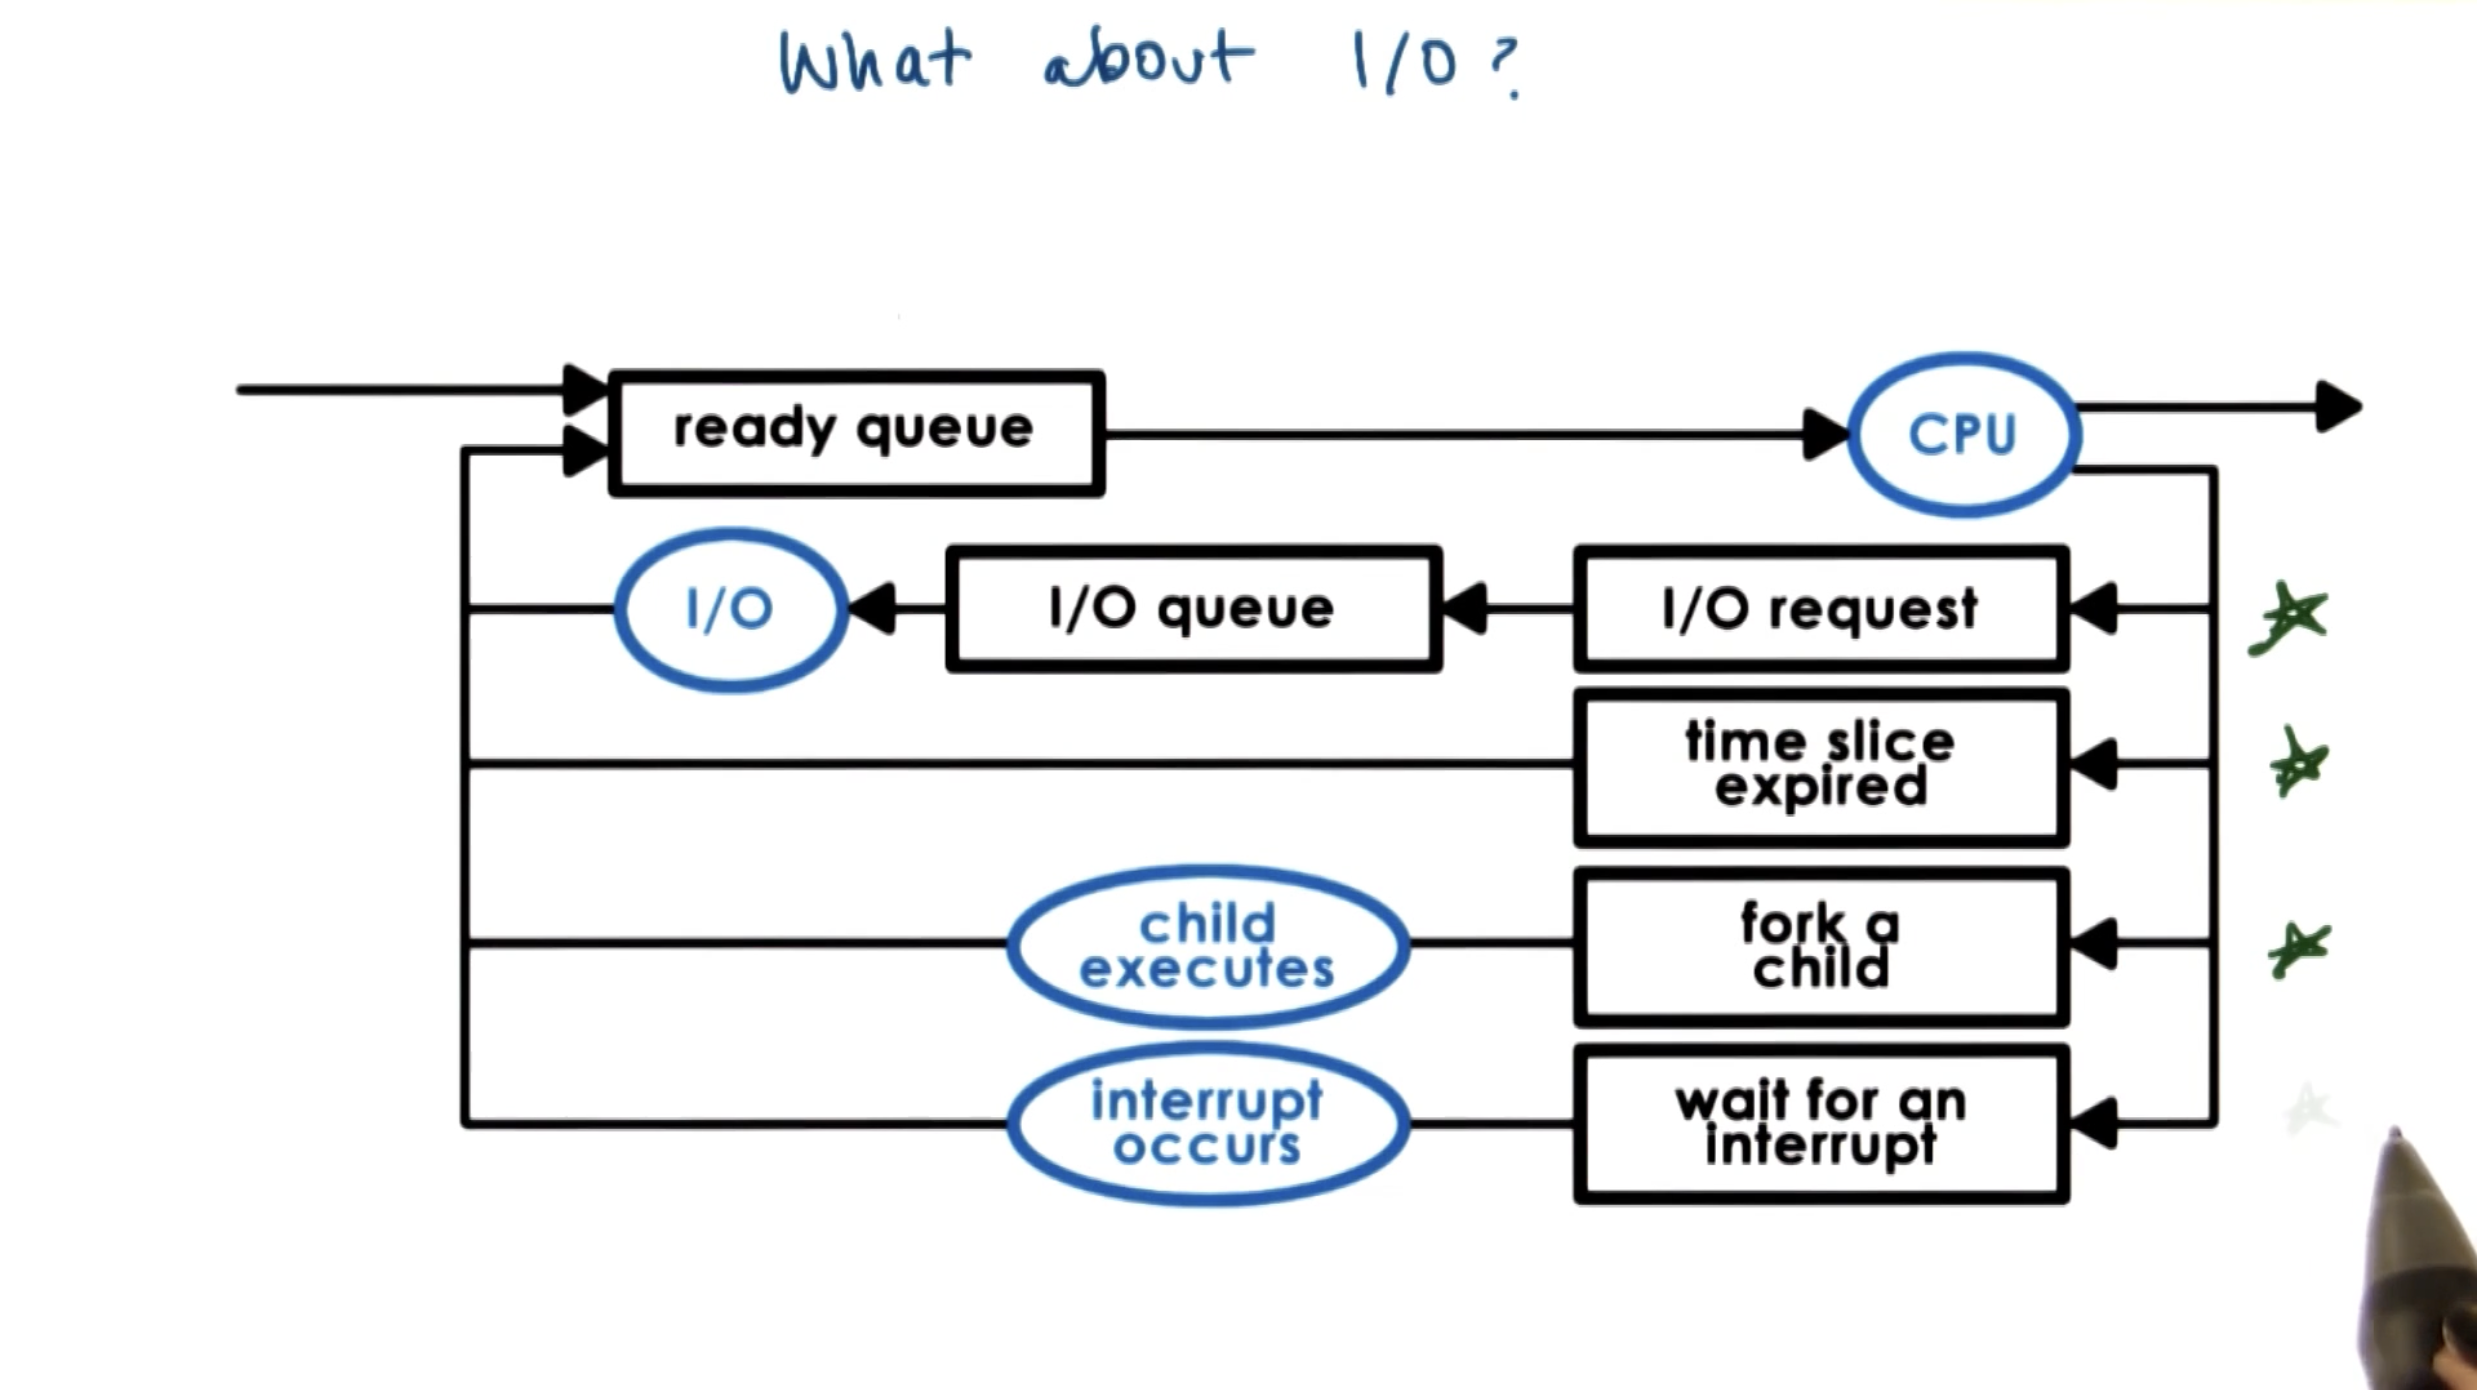 What about I/O?
ready queue
CPU
I/O
I/O queue
I/O request
time slice
expired
child
executes
fork a
child
interrupt
occurs
wait for an
interrupt